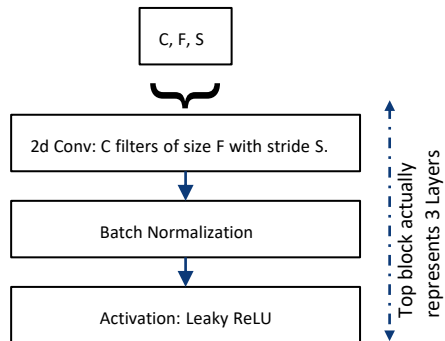 C, F, S
2d Conv: C filters of size F with stride S.
Batch Normalization
Activation: Leaky ReLU
Top block actually
represents 3 Layers